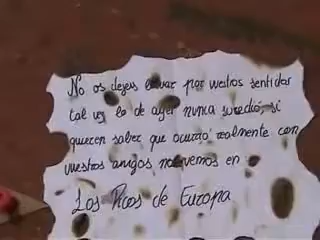 No os dejeis llevar por vuestros sentidos
tal vez lo de ayer nunca sucedió, si
quieren saber que ocurrió realmente con
vuestros amigos nos vemos en
Los Picos de Europa